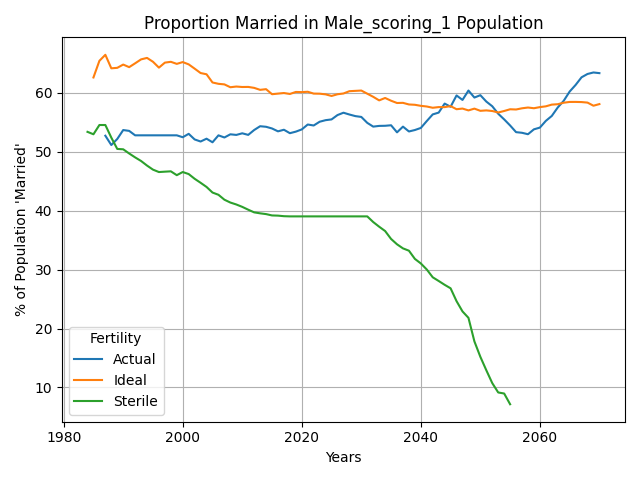 Proportion Married in Male_scoring_1 Population
% of Population 'Married'
60
50
40
30
20
10
Fertility
Actual
Ideal
Sterile
1980 2000 2020 2040 2060
Years